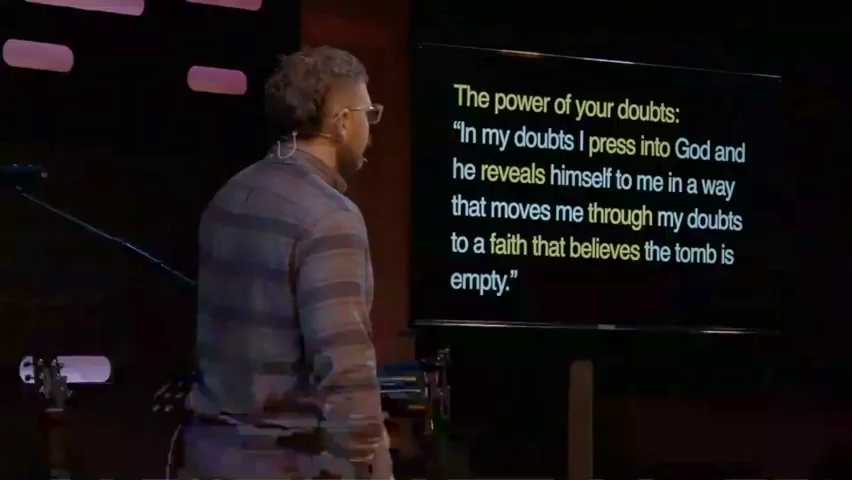 The power of your doubts:
“In my doubts I press into God and
he reveals himself to me in a way
that moves me through my doubts
to a faith that believes the tomb is
empty.”